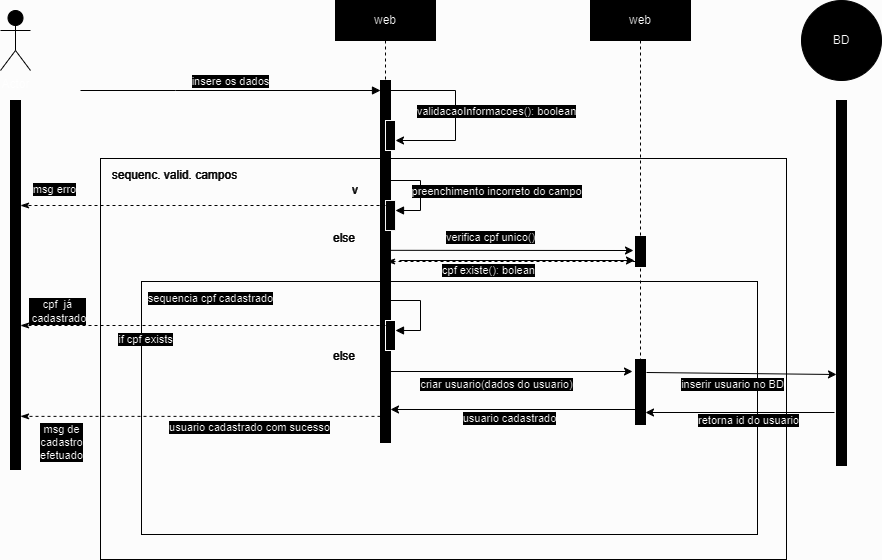 web
web
BD
insere os dados
validacaoInformacoes(): boolean
sequenc. valid. campos
msg erro
v
preenchimento incorreto do campo
else
verifica cpf unico()
cpf existe(): bolean
sequencia cpf cadastrado
cpf já
cadastrado
if cpf exists
else
criar usuario(dados do usuario)
inserir usuario no BD
usuario cadastrado
retorna id do usuario
usuario cadastrado com sucesso
msg de
cadastro
efetuado